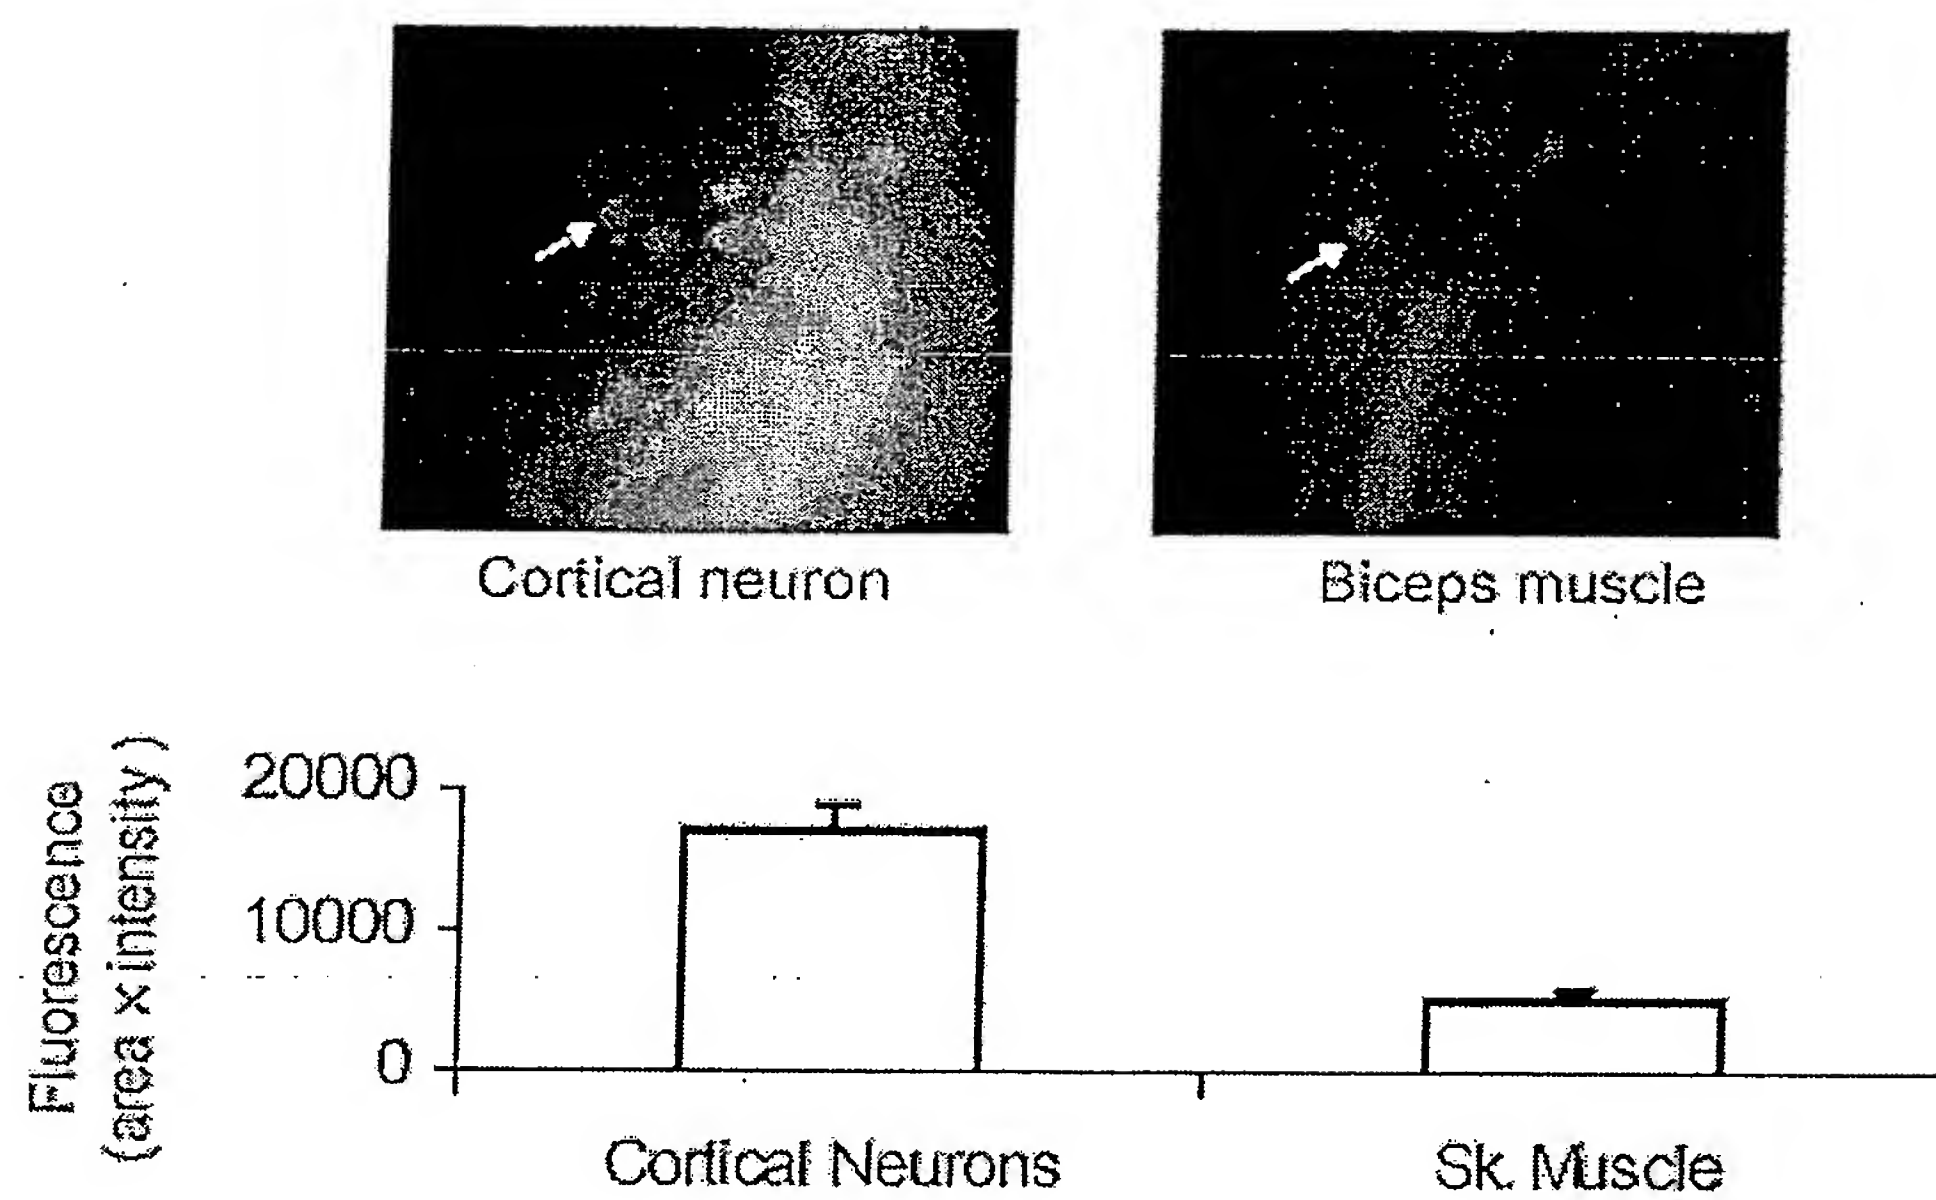 Cortical neuron
Biceps muscle
Fluorescence
(area x intensity)
20000
10000
0
Cortical Neurons
Sk. Muscle